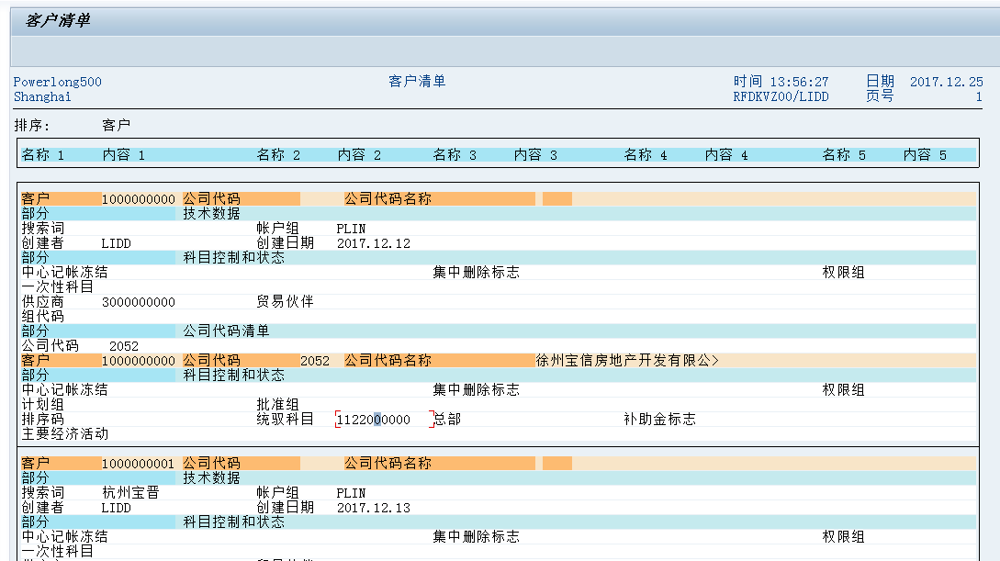 客户清单
Powerlong500 客户清单 时间 13:56:27 日期 2017.12.25
Shanghai RFDKVZ00/LIDD 页号 1
排序: 客户
名称 1 内容 1 名称 2 内容 2 名称 3 内容 3 名称 4 内容 4 名称 5 内容 5
客户 1000000000 公司代码 公司代码名称
部分 技术数据
搜索词 帐户组 PLIN
创建者 LIDD 创建日期 2017.12.12
部分 科目控制和状态
中心记帐冻结 集中删除标志 权限组
一次性科目
供应商 3000000000 贸易伙伴
组代码
部分 公司代码清单
公司代码 2052
客户 1000000000 公司代码 2052 公司代码名称 徐州宝信房地产开发有限公>
部分 科目控制和状态
中心记帐冻结 集中删除标志 权限组
计划组 批准组
排序码 统驭科目 1122000000 总部 补助金标志
主要经济活动
客户 1000000001 公司代码 公司代码名称
部分 技术数据
搜索词 杭州宝晋 帐户组 PLIN
创建者 LIDD 创建日期 2017.12.13
部分 科目控制和状态
中心记帐冻结 集中删除标志 权限组
一次性科目